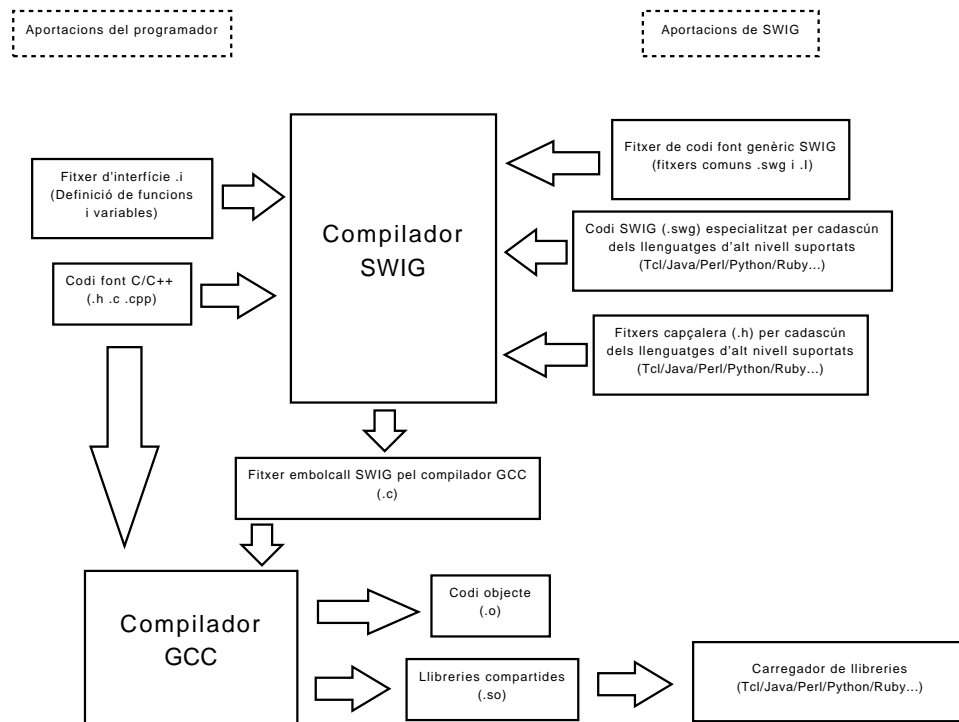 Aportacions del programador
Aportacions de SWIG
Fitxer de codi font genèric SWIG
(fitxers comuns .swg i .I)
Fitxer d'interfície .i
(Definició de funcions
i variables)
Compilador
SWIG
Codi SWIG (.swg) especialitzat per cadascún
dels llenguatges d'alt nivell suportats
(Tcl/Java/Perl/Python/Ruby...)
Codi font C/C++
(.h .c .cpp)
Fitxers capçalera (.h) per cadascún
dels llenguatges d'alt nivell suportats
(Tcl/Java/Perl/Python/Ruby...)
Fitxer embolcall SWIG pel compilador GCC
(.c)
Compilador
GCC
Codi objecte
(.o)
Llibreries compartides
(.so)
Carregador de llibreries
(Tcl/Java/Perl/Python/Ruby...)